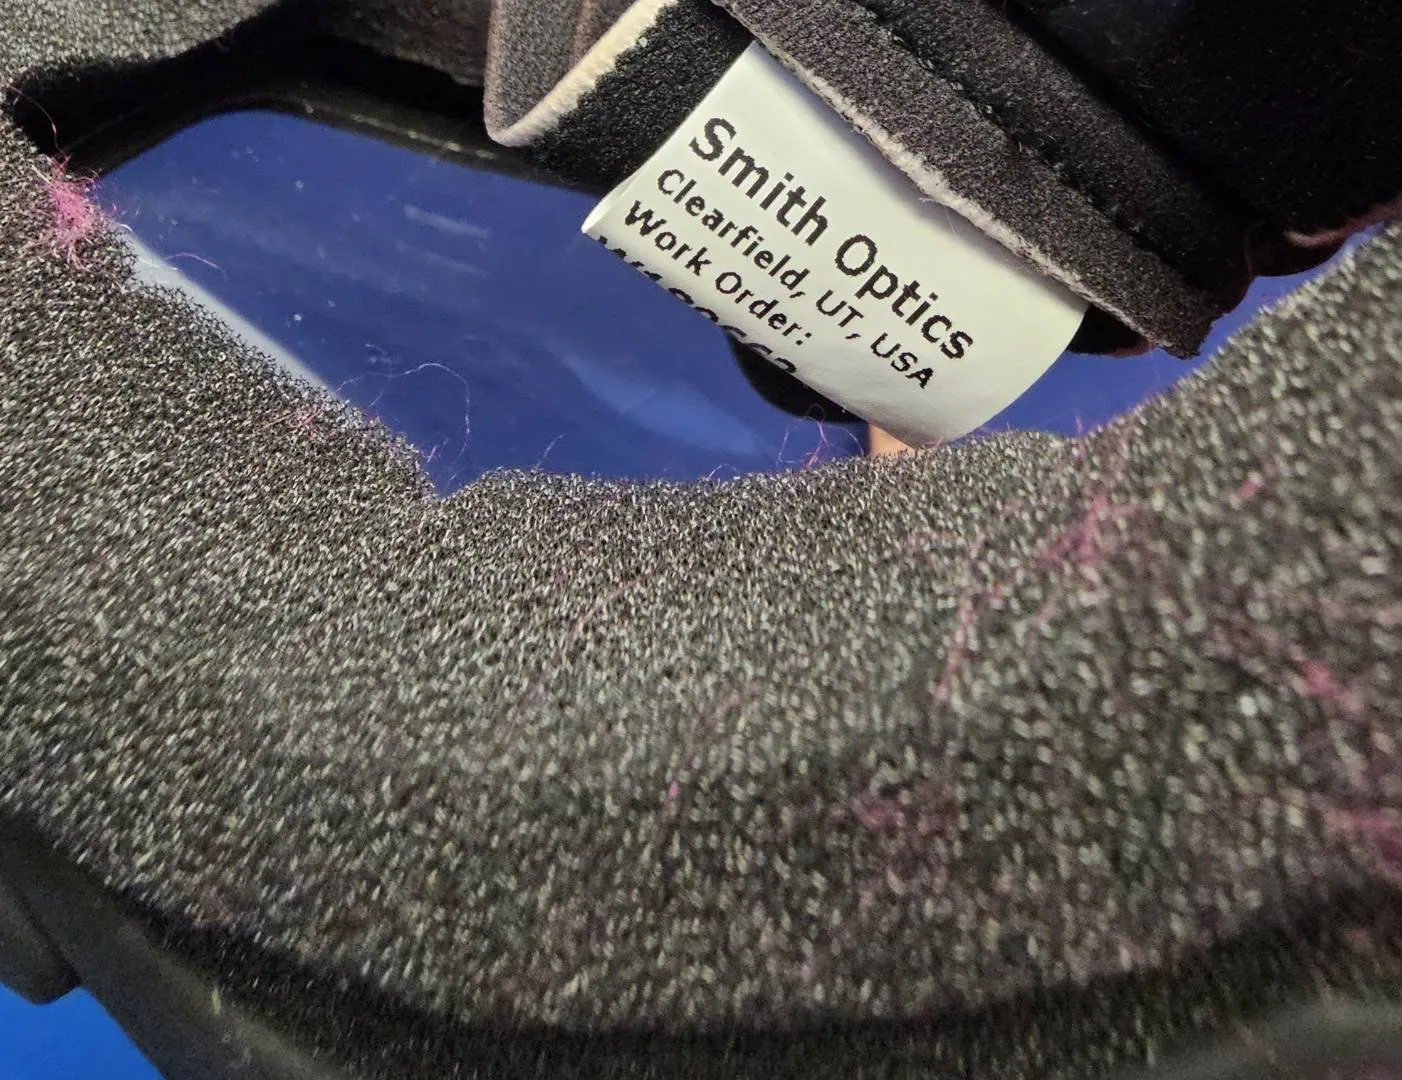 Smith Optics
Clearfield, UT, USA
Work Order: